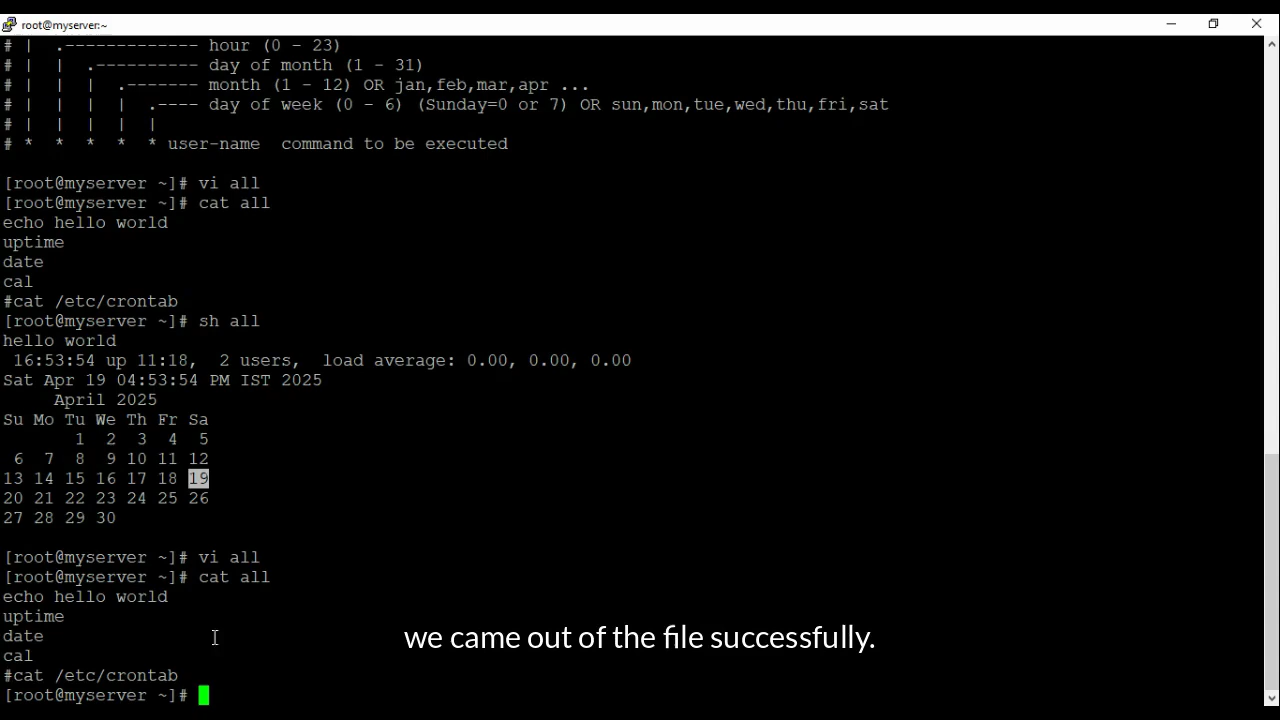 root@myserver:~
# |  .------------- hour (0 - 23)
# |  |  .---------- day of month (1 - 31)
# |  |  |  .------- month (1 - 12) OR jan,feb,mar,apr ...
# |  |  |  |  .---- day of week (0 - 6) (Sunday=0 or 7) OR sun,mon,tue,wed,thu,fri,sat
# |  |  |  |  |
# *  *  *  *  * user-name  command to be executed
[root@myserver ~]# vi all
[root@myserver ~]# cat all
echo hello world
uptime
date
cal
#cat /etc/crontab
[root@myserver ~]# sh all
hello world
 16:53:54 up 11:18,  2 users,  load average: 0.00, 0.00, 0.00
Sat Apr 19 04:53:54 PM IST 2025
     April 2025
Su Mo Tu We Th Fr Sa
       1  2  3  4  5
 6  7  8  9 10 11 12
13 14 15 16 17 18 19
20 21 22 23 24 25 26
27 28 29 30
[root@myserver ~]# vi all
[root@myserver ~]# cat all
echo hello world
uptime
date
we came out of the file successfully.
cal
#cat /etc/crontab
[root@myserver ~]#